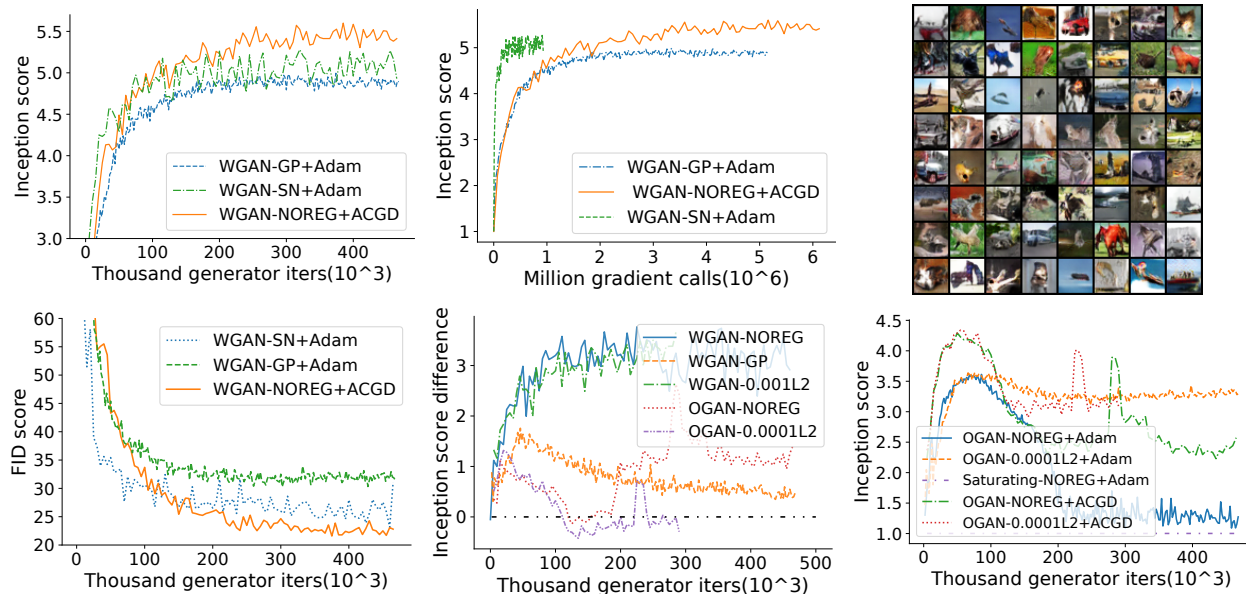 Inception score
5.5
5.0
4.5
4.0
3.5
3.0
WGAN-GP+Adam
WGAN-SN+Adam
WGAN-NOREG+ACGD
0 100 200 300 400
Thousand generator iters(10^3)
Inception score
5
4
3
2
1
WGAN-GP+Adam
WGAN-NOREG+ACGD
WGAN-SN+Adam
0 1 2 3 4 5 6
Million gradient calls(10^6)
FID score
60
55
50
45
40
35
30
25
20
WGAN-SN+Adam
WGAN-GP+Adam
WGAN-NOREG+ACGD
0 100 200 300 400
Thousand generator iters(10^3)
Inception score difference
3
2
1
0
WGAN-NOREG
WGAN-GP
WGAN-0.001L2
OGAN-NOREG
OGAN-0.0001L2
0 100 200 300 400 500
Thousand generator iters(10^3)
Inception score
4.5
4.0
3.5
3.0
2.5
2.0
1.5
1.0
OGAN-NOREG+Adam
OGAN-0.0001L2+Adam
Saturating-NOREG+Adam
OGAN-NOREG+ACGD
OGAN-0.0001L2+ACGD
0 100 200 300 400
Thousand generator iters(10^3)